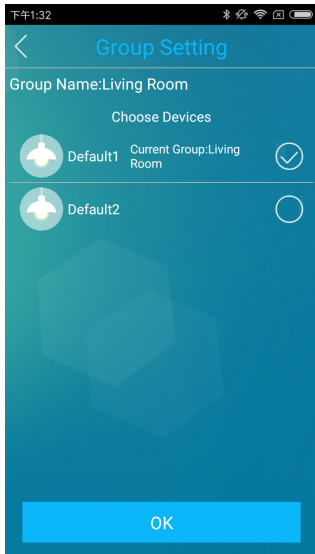 下午1:32
Group Setting
Group Name:Living Room
Choose Devices
Default1
Current Group:Living
Room
Default2
OK